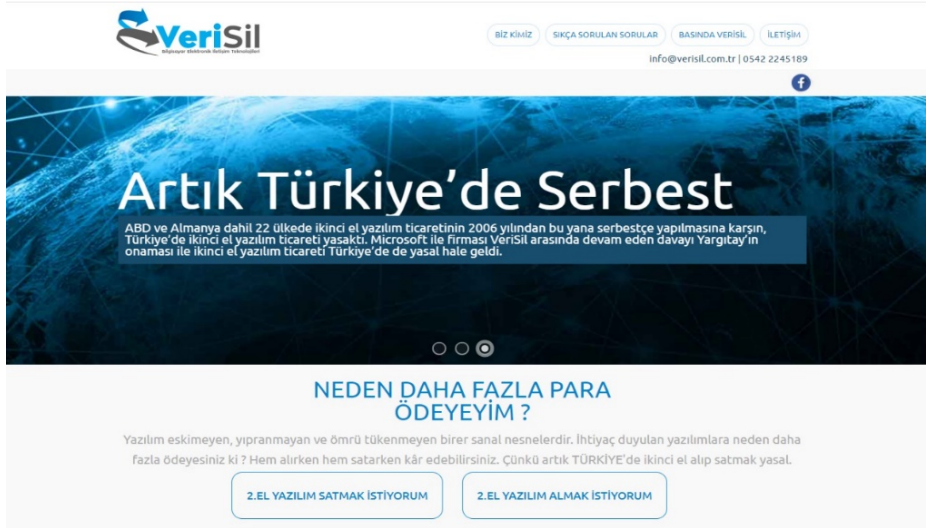 VeriSil
Bilgisayar Elektronik İletişim Teknolojileri
BİZ KİMİZ
SIKÇA SORULAN SORULAR
BASINDA VERİSİL
İLETİŞİM
info@verisil.com.tr | 0542 2245189
Artık Türkiye'de Serbest
ABD ve Almanya dahil 22 ülkede ikinci el yazılım ticaretinin 2006 yılından bu yana serbestçe yapılmasına karşın,
Türkiye'de ikinci el yazılım ticareti yasaktı. Microsoft ile firması VeriSil arasında devam eden davayı Yargıtay'ın
onaması ile ikinci el yazılım ticareti Türkiye'de de yasal hale geldi.
NEDEN DAHA FAZLA PARA
ÖDEYEYİM ?
Yazılım eskimeyen, yıpranmayan ve ömrü tükenmeyen birer sanal nesnelerdir. İhtiyaç duyulan yazılımlara neden daha
fazla ödeyesiniz ki ? Hem alırken hem satarken kâr edebilirsiniz. Çünkü artık TÜRKİYE'de ikinci el alıp satmak yasal.
2.EL YAZILIM SATMAK İSTİYORUM
2.EL YAZILIM ALMAK İSTİYORUM